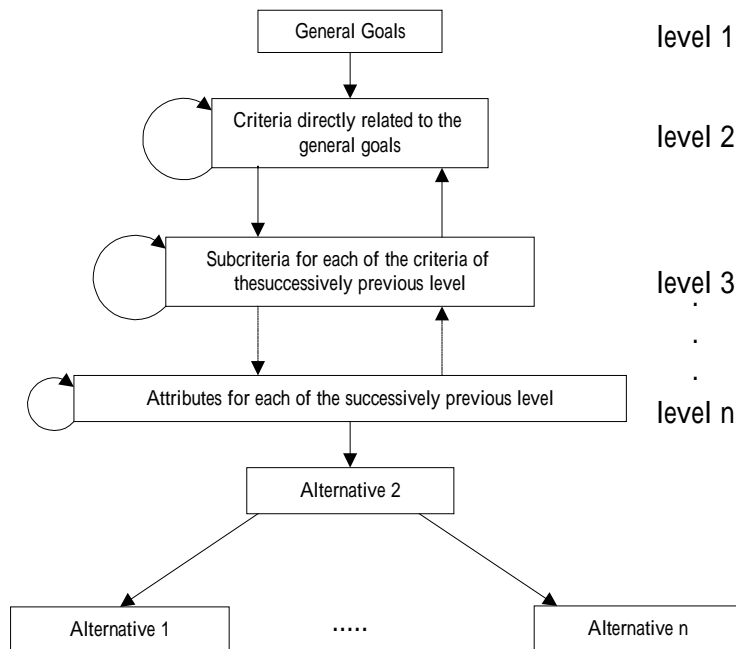 General Goals
level 1
Criteria directly related to the
general goals
level 2
Subcriteria for each of the criteria of
thesuccessively previous level
level 3
.
.
.
Attributes for each of the successively previous level
level n
Alternative 2
Alternative 1
.....
Alternative n